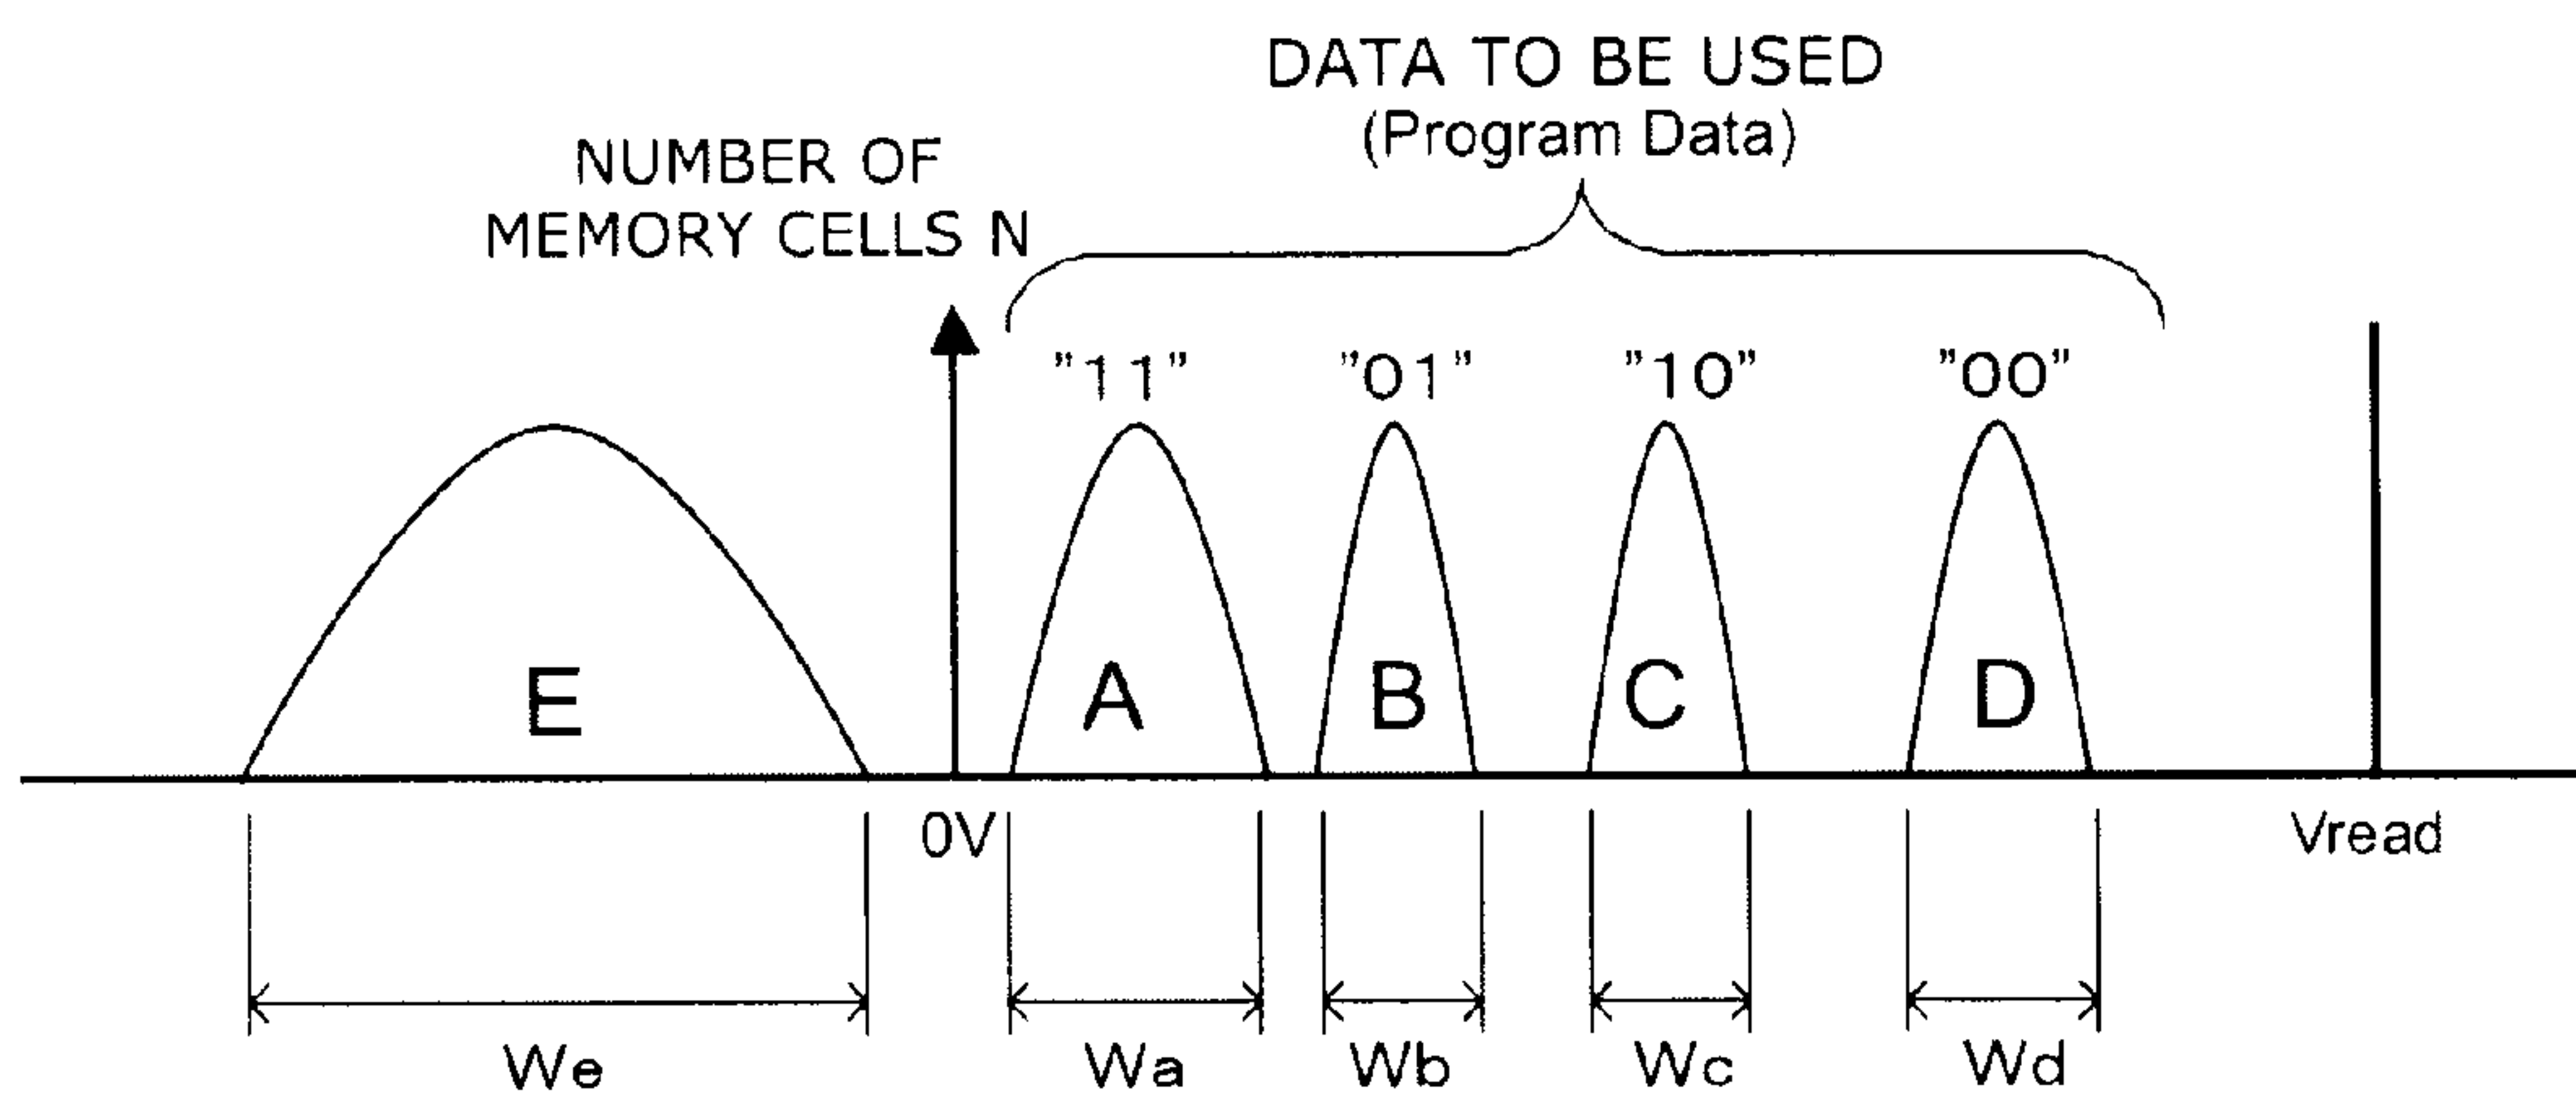 DATA TO BE USED
(Program Data)
NUMBER OF
MEMORY CELLS N
"11" "01" "10" "00"
E A B C D
0V Vread
We Wa Wb Wc Wd